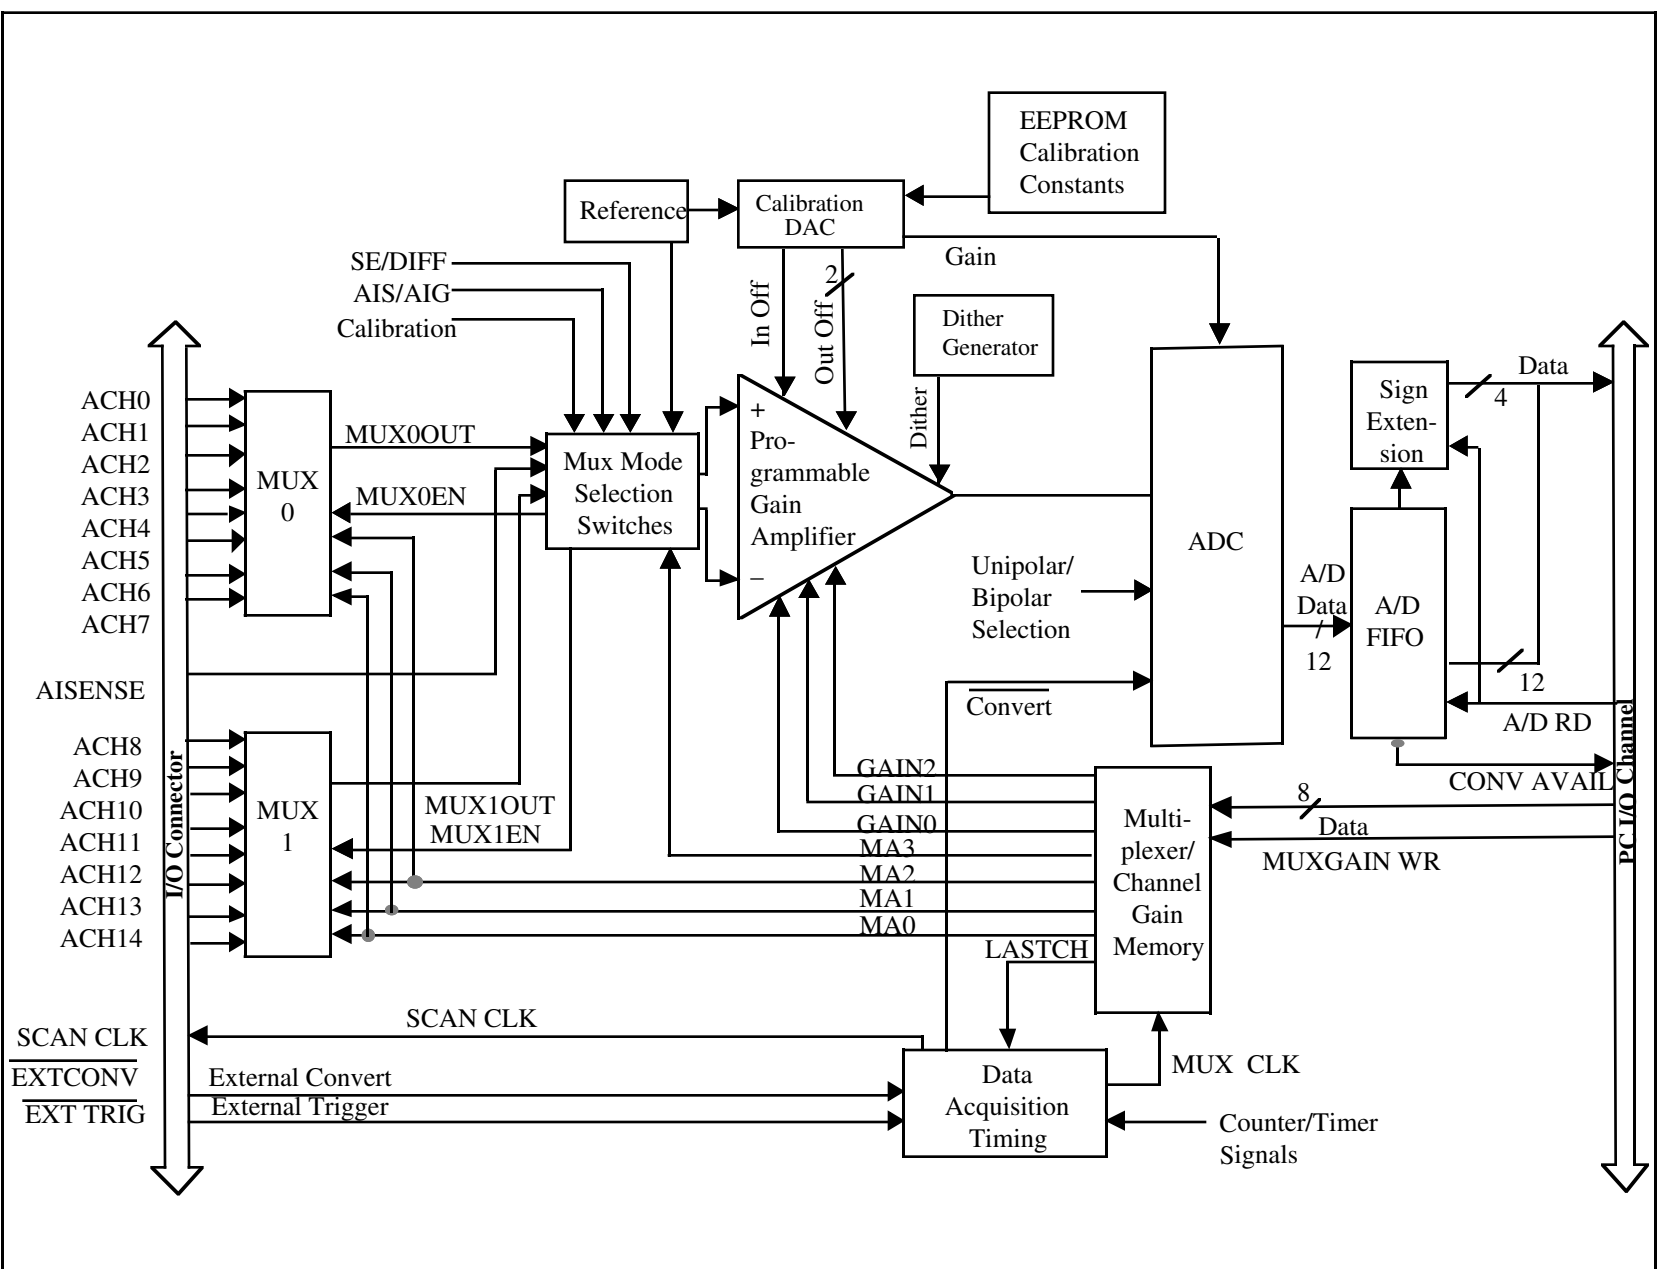 EEPROM
Calibration
Constants
Reference
Calibration
DAC
Gain
SE/DIFF
AIS/AIG
Calibration
In Off
2
Out Off
Dither
Generator
Dither
ACH0
ACH1
ACH2
ACH3
ACH4
ACH5
ACH6
ACH7
MUX
0
MUX0OUT
MUX0EN
Mux Mode
Selection
Switches
+
Pro-
grammable
Gain
Amplifier
–
ADC
Unipolar/
Bipolar
Selection
Convert
A/D
Data
/
12
A/D
FIFO
Sign
Exten-
sion
Data
4
12
A/D RD
CONV AVAIL
PC I/O Channel
AISENSE
I/O Connector
ACH8
ACH9
ACH10
ACH11
ACH12
ACH13
ACH14
MUX
1
MUX1OUT
MUX1EN
GAIN2
GAIN1
GAIN0
MA3
MA2
MA1
MA0
LASTCH
Multi-
plexer/
Channel
Gain
Memory
8
Data
MUXGAIN WR
SCAN CLK
SCAN CLK
EXTCONV
External Convert
EXT TRIG
External Trigger
Data
Acquisition
Timing
MUX CLK
Counter/Timer
Signals